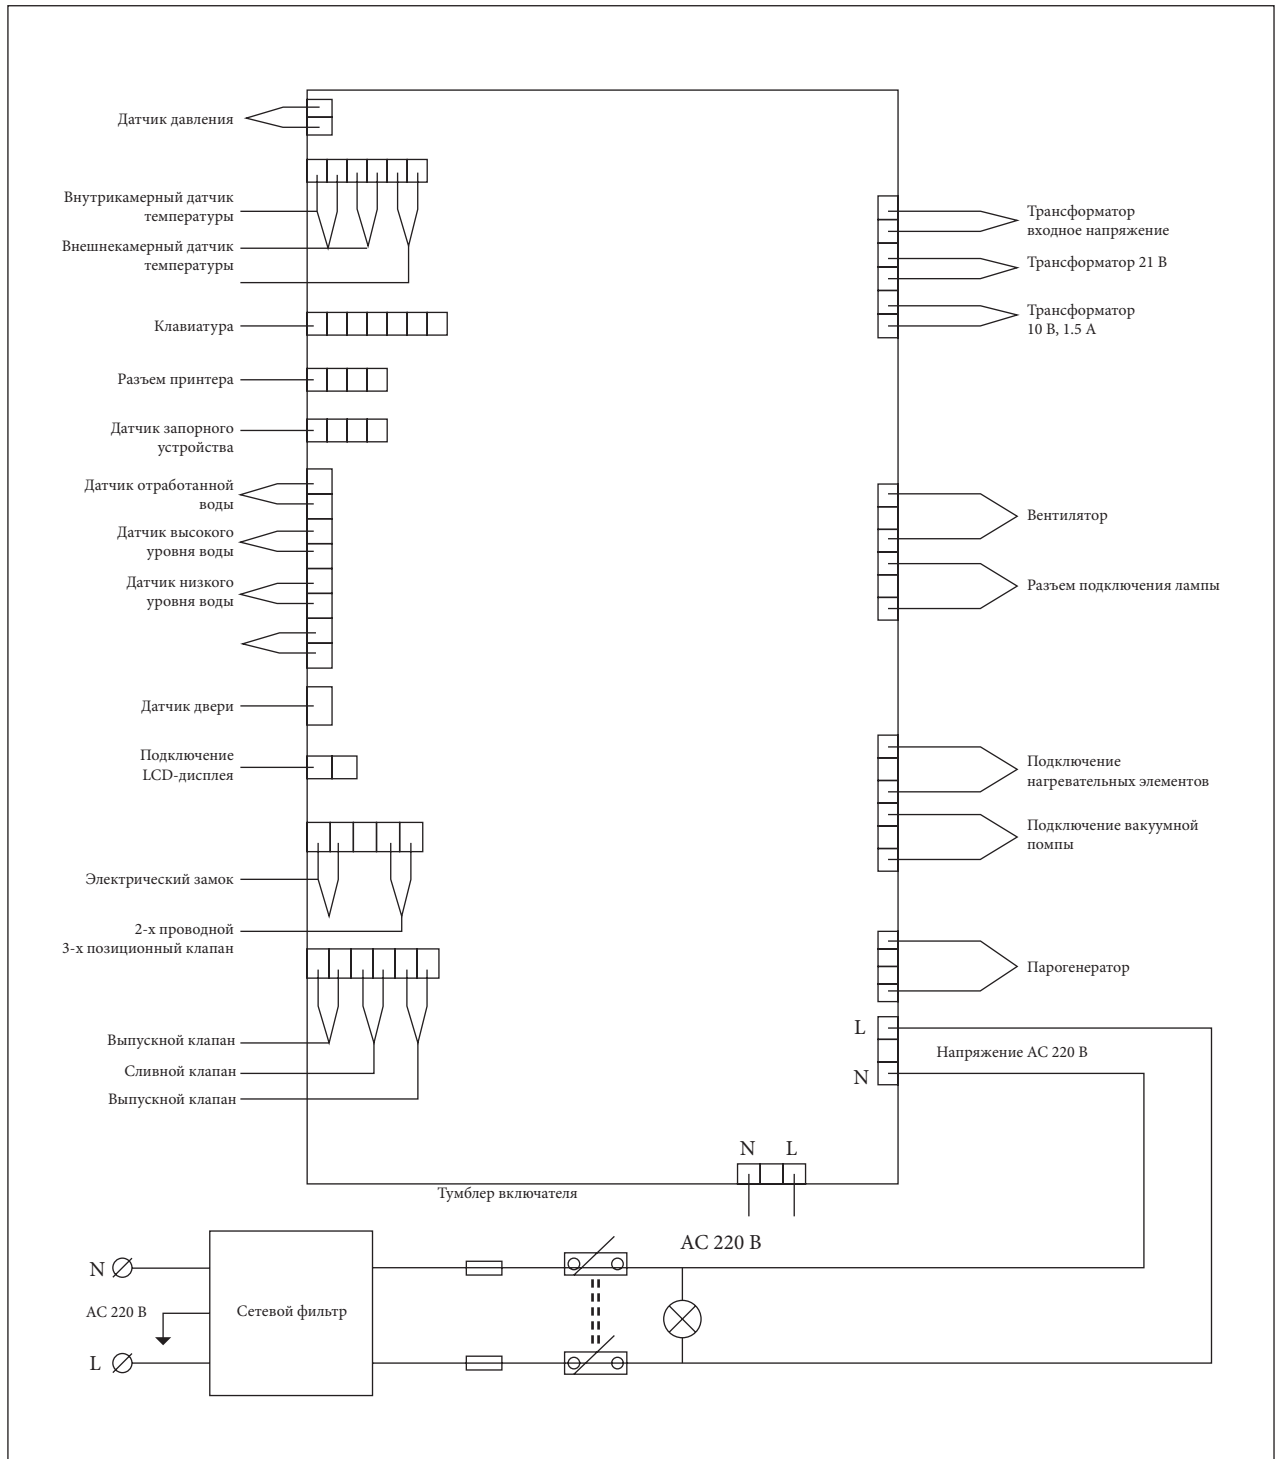 Датчик давления
Внутрикамерный датчик
температуры
Внешнекамерный датчик
температуры
Клавиатура
Разъем принтера
Датчик запорного
устройства
Датчик отработанной
воды
Датчик высокого
уровня воды
Датчик низкого
уровня воды
Датчик двери
Подключение
LCD-дисплея
Электрический замок
2-х проводной
3-х позиционный клапан
Выпускной клапан
Сливной клапан
Выпускной клапан
Трансформатор
входное напряжение
Трансформатор 21 В
Трансформатор
10 В, 1.5 А
Вентилятор
Разъем подключения лампы
Подключение
нагревательных элементов
Подключение вакуумной
помпы
Парогенератор
L
Напряжение АС 220 В
N
N L
Тумблер включателя
АС 220 В
N
АС 220 В
Сетевой фильтр
L